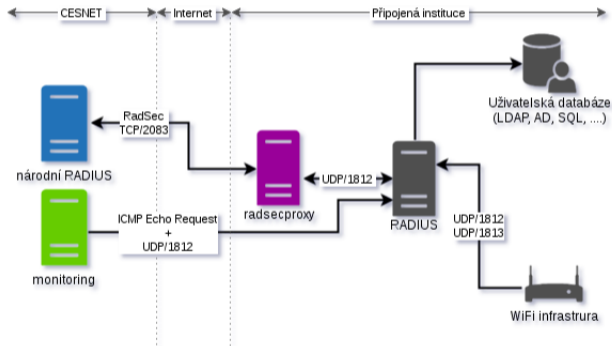 CESNET
Internet
Připojená instituce
Uživatelská databáze
(LDAP, AD, SQL, ....)
RadSec
TCP/2083
národní RADIUS
UDP/1812
radsecproxy
RADIUS
ICMP Echo Request
+
UDP/1812
UDP/1812
UDP/1813
monitoring
WiFi infrastrura